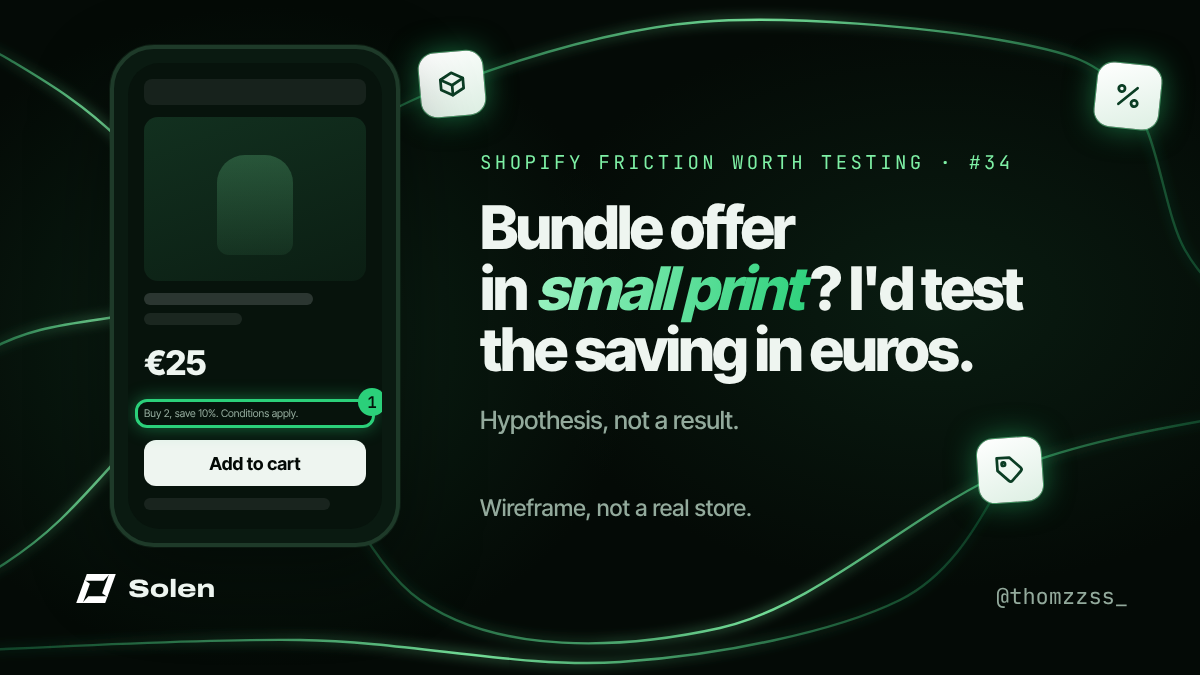 SHOPIFY FRICTION WORTH TESTING · #34
Bundle offer
in small print? I'd test
the saving in euros.
Hypothesis, not a result.
Wireframe, not a real store.
€25
Buy 2, save 10%. Conditions apply.
1
Add to cart
Solen
@thomzzss_